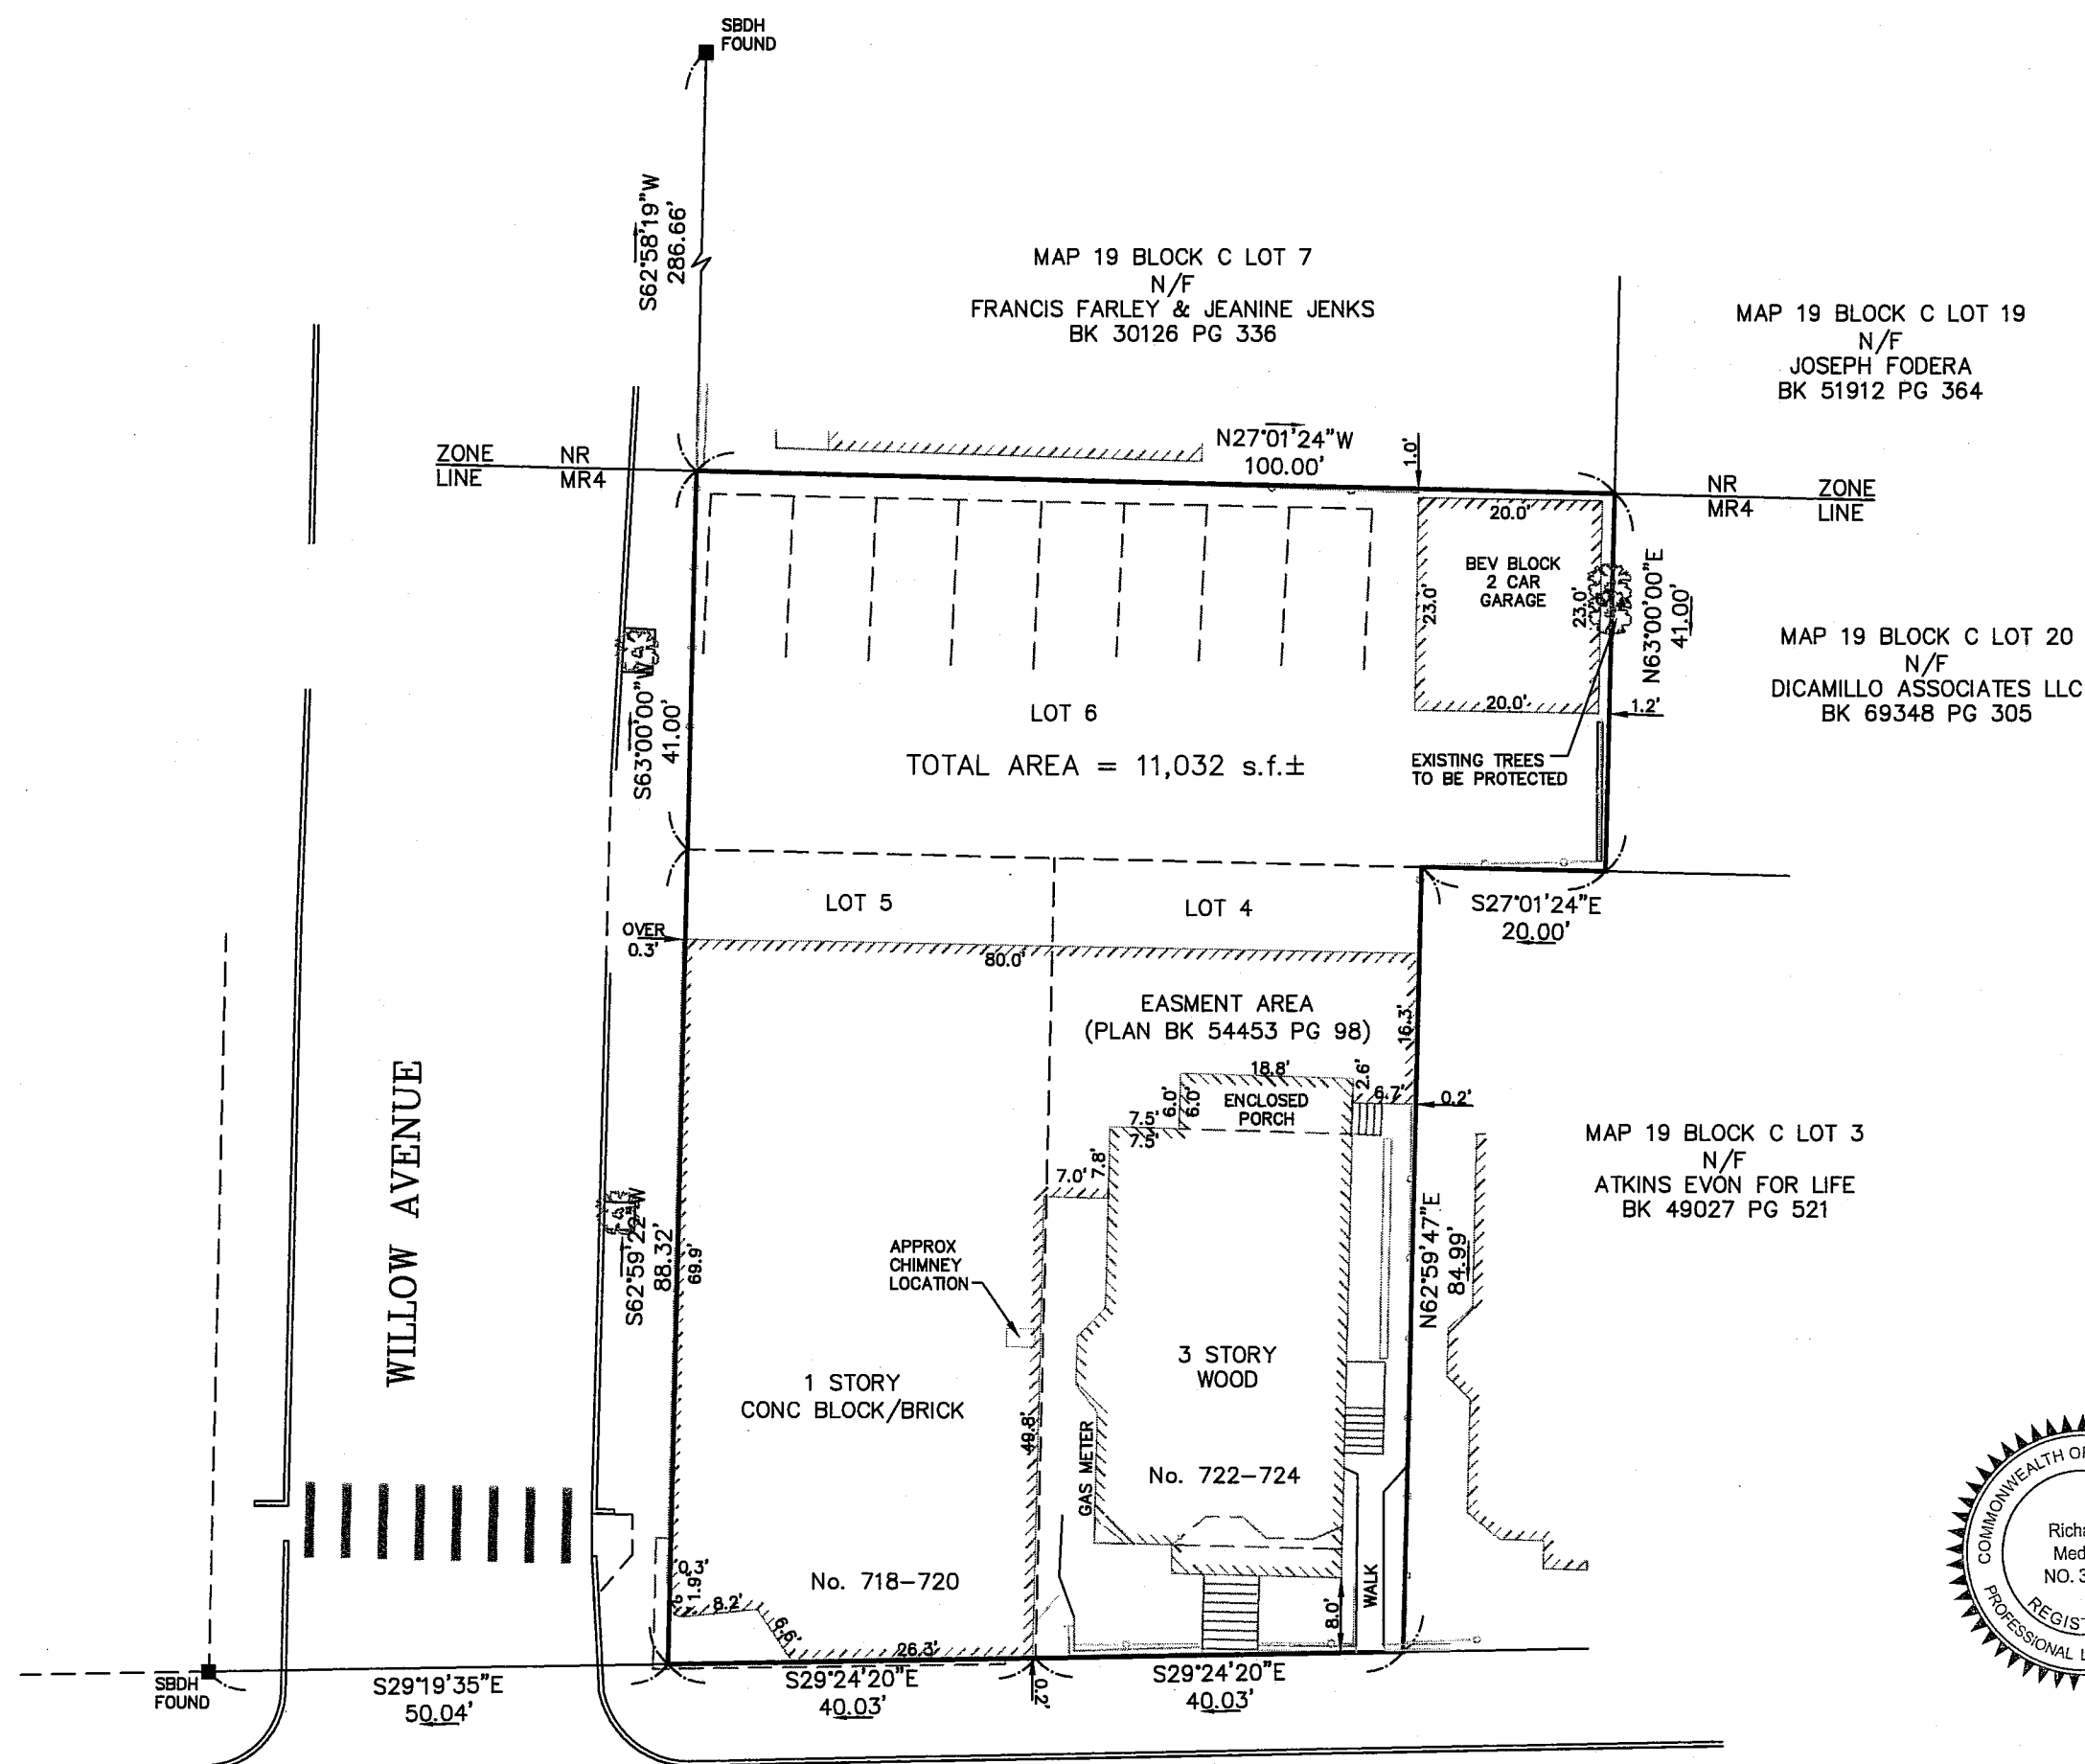 SBDH
FOUND
S62°58'19"W
286.66'
MAP 19 BLOCK C LOT 7
N/F
FRANCIS FARLEY & JEANINE JENKS
BK 30126 PG 336
MAP 19 BLOCK C LOT 19
N/F
JOSEPH FODERA
BK 51912 PG 364
ZONE
LINE
NR
MR4
N27°01'24"W
100.00'
1.0'
NR
MR4
ZONE
LINE
20.0'
BEV BLOCK
2 CAR
GARAGE
23.0'
23.0'
20.0'
N63°00'00"E
41.00'
1.2'
MAP 19 BLOCK C LOT 20
N/F
DICAMILLO ASSOCIATES LLC
BK 69348 PG 305
S63°00'00"W
41.00'
LOT 6
TOTAL AREA = 11,032 s.f.±
EXISTING TREES
TO BE PROTECTED
LOT 5
LOT 4
S27°01'24"E
20.00'
OVER
0.3'
80.0'
EASMENT AREA
(PLAN BK 54453 PG 98)
16.3'
18.8'
2.6'
6.7'
0.2'
6.0'
6.0'
ENCLOSED
PORCH
7.5'
7.5'
7.0'
7.8'
MAP 19 BLOCK C LOT 3
N/F
ATKINS EVON FOR LIFE
BK 49027 PG 521
WILLOW AVENUE
S62°59'22"W
88.32'
69.9'
APPROX
CHIMNEY
LOCATION
N62°59'47"E
84.99'
1 STORY
CONC BLOCK/BRICK
49.8'
GAS METER
3 STORY
WOOD
No. 722-724
No. 718-720
0.3'
1.9'
8.2'
6.6'
26.3'
8.0'
WALK
SBDH
FOUND
S29°19'35"E
50.04'
S29°24'20"E
40.03'
0.2'
S29°24'20"E
40.03'
COMMONWEALTH
Med
NO. 3
REGIS
PROFESSIONAL L